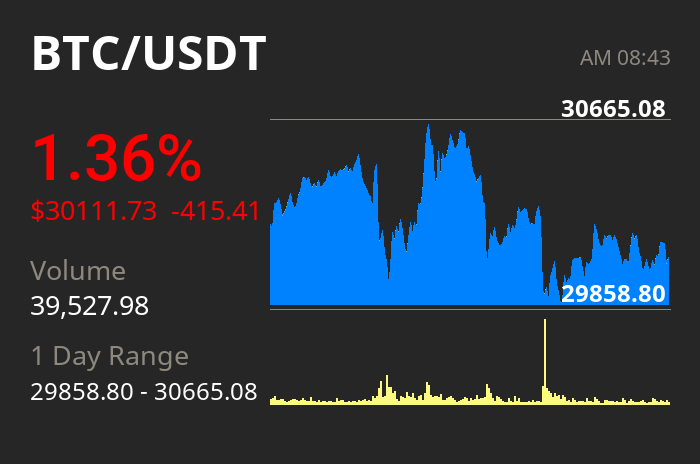 BTC/USDT
AM 08:43
30665.08
1.36%
$30111.73 -415.41
Volume
39,527.98
29858.80
1 Day Range
29858.80 - 30665.08